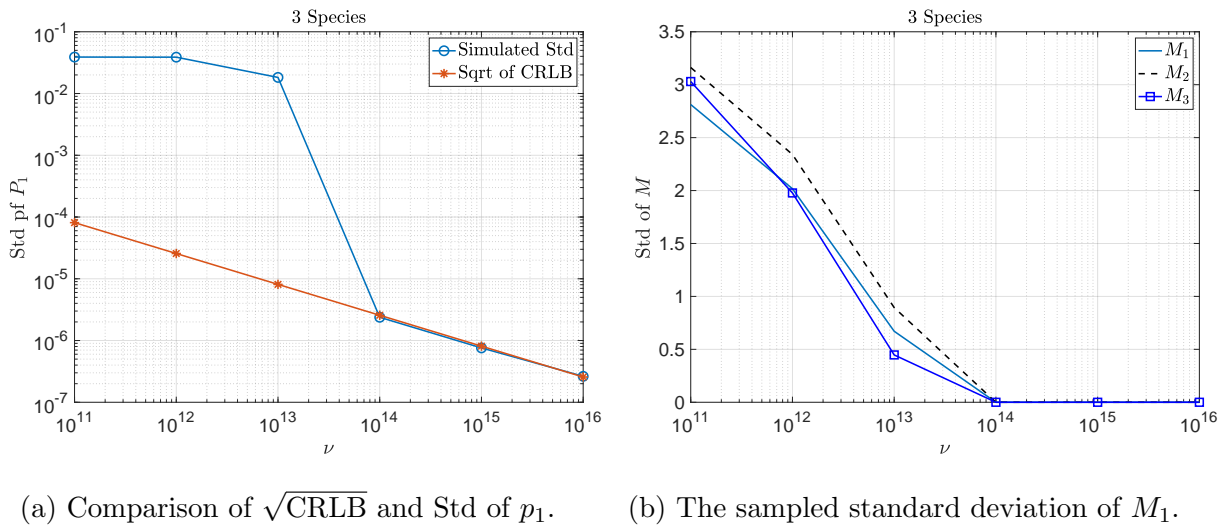 3 Species
10^-1
10^-2
10^-3
10^-4
10^-5
10^-6
10^-7
Std pf P_1
Simulated Std
Sqrt of CRLB
10^11 10^12 10^13 10^14 10^15 10^16
ν
3 Species
3.5
3
2.5
2
1.5
1
0.5
0
Std of M
M_1
M_2
M_3
10^11 10^12 10^13 10^14 10^15 10^16
ν
(a) Comparison of √CRLB and Std of p_1.
(b) The sampled standard deviation of M_1.